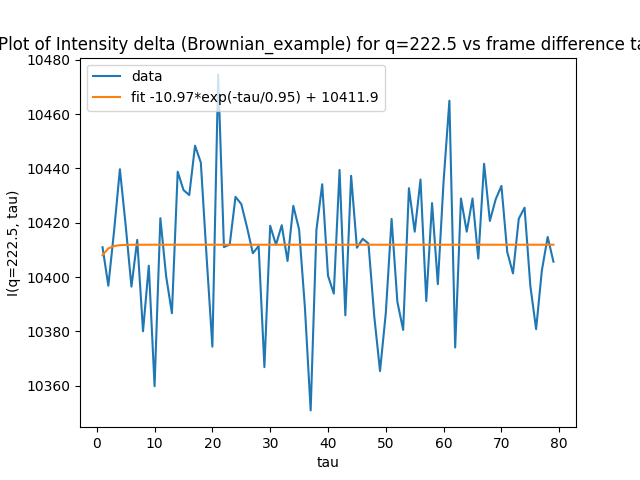 Plot of Intensity delta (Brownian_example) for q=222.5 vs frame difference ta
data
fit -10.97*exp(-tau/0.95) + 10411.9
I(q=222.5, tau)
10480
10460
10440
10420
10400
10380
10360
0 10 20 30 40 50 60 70 80
tau